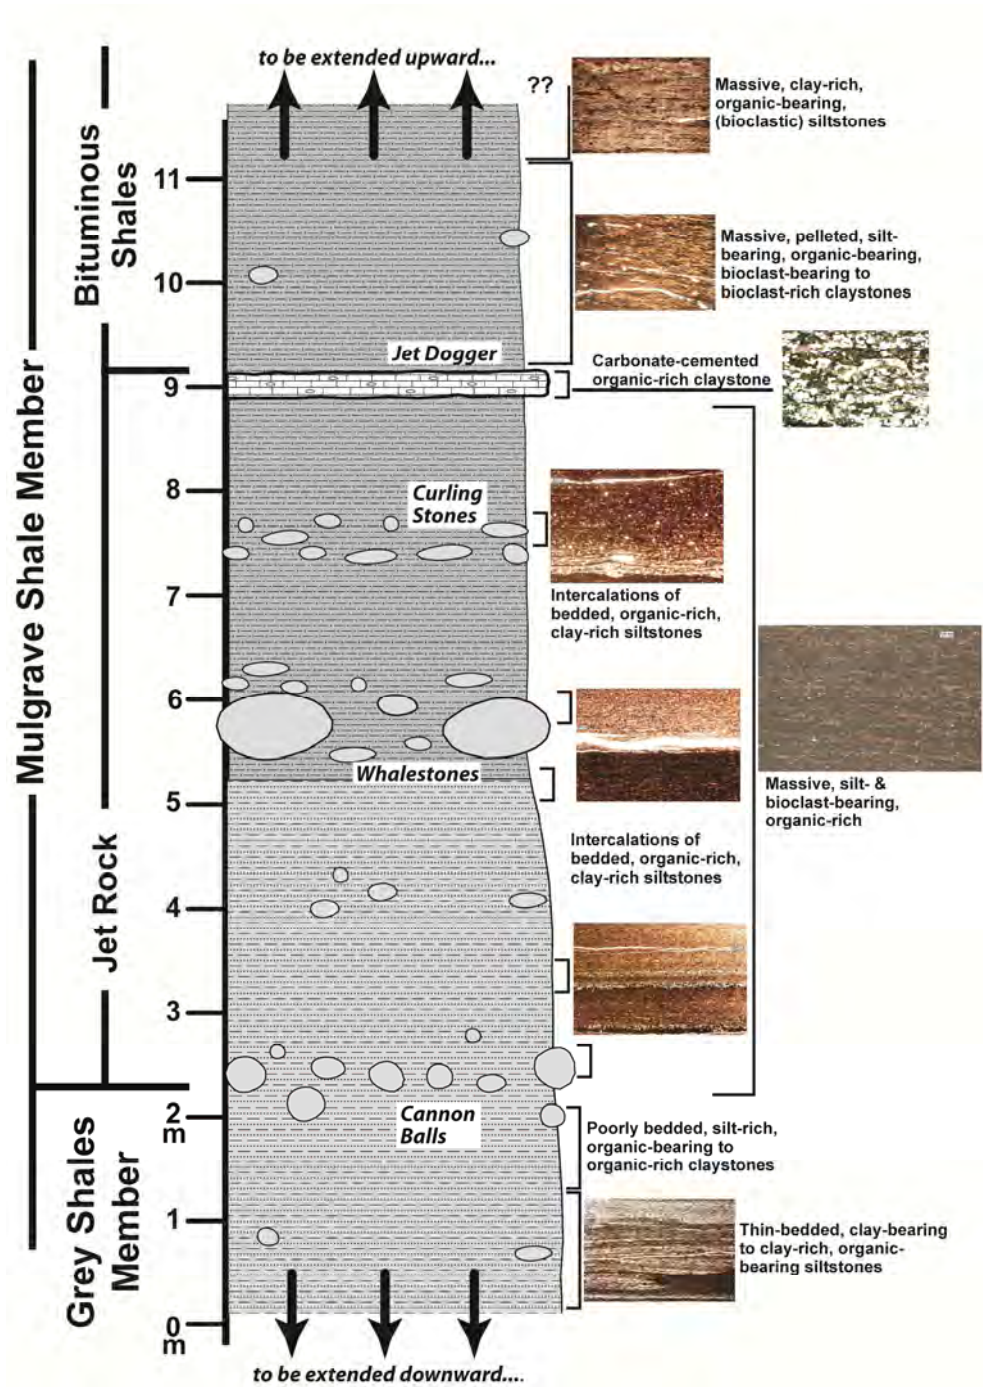 to be extended upward...
??
Massive, clay-rich,
organic-bearing,
(bioclastic) siltstones
Bituminous
Shales
11
Massive, pelleted, silt-
bearing, organic-bearing,
bioclast-bearing to
bioclast-rich claystones
10
Jet Dogger
Carbonate-cemented
organic-rich claystone
9
Mulgrave Shale Member
8
Curling
Stones
Intercalations of
bedded, organic-rich,
clay-rich siltstones
7
6
Whalestones
Massive, silt- &
bioclast-bearing,
organic-rich
5
Intercalations of
bedded, organic-rich,
clay-rich siltstones
Jet Rock
4
3
2
m
Cannon
Balls
Poorly bedded, silt-rich,
organic-bearing to
organic-rich claystones
Grey Shales
Member
1
Thin-bedded, clay-bearing
to clay-rich, organic-
bearing siltstones
0
m
to be extended downward....